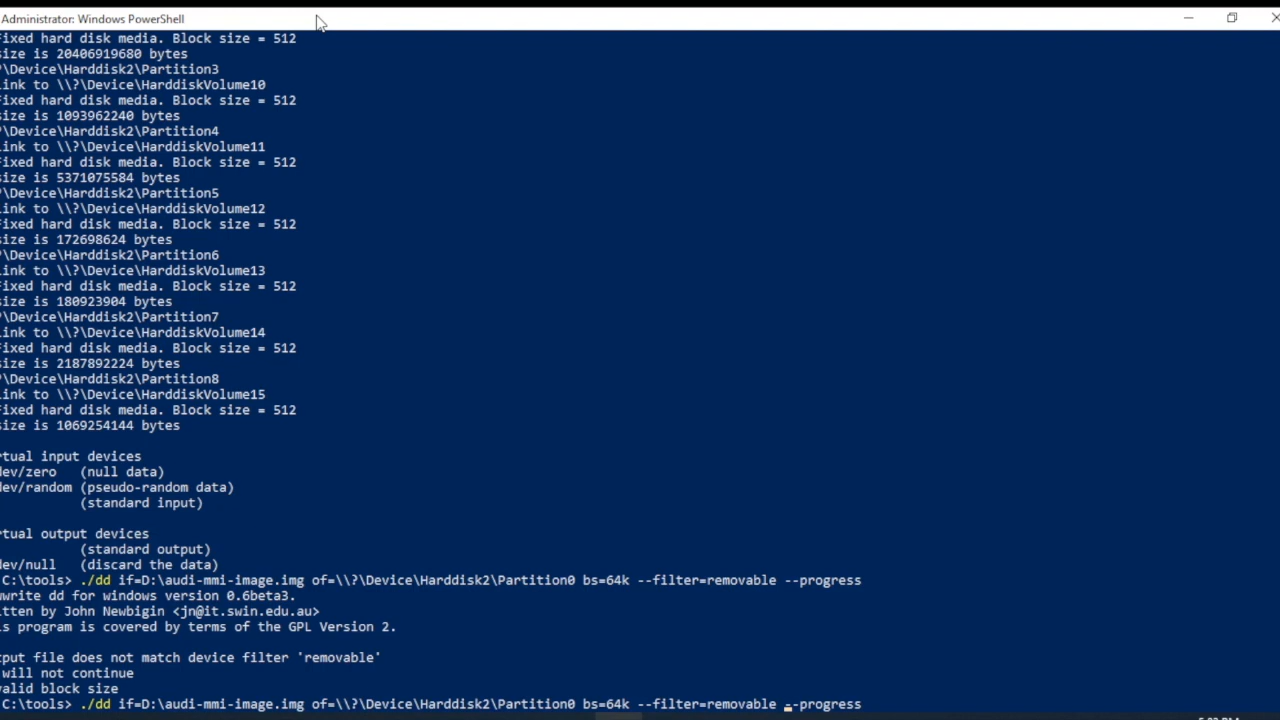 Administrator: Windows PowerShell
Fixed hard disk media. Block size = 512
size is 20406919680 bytes
?\Device\Harddisk2\Partition3
link to \\?\Device\HarddiskVolume10
Fixed hard disk media. Block size = 512
size is 1093962240 bytes
?\Device\Harddisk2\Partition4
link to \\?\Device\HarddiskVolume11
Fixed hard disk media. Block size = 512
size is 5371075584 bytes
?\Device\Harddisk2\Partition5
link to \\?\Device\HarddiskVolume12
Fixed hard disk media. Block size = 512
size is 172698624 bytes
?\Device\Harddisk2\Partition6
link to \\?\Device\HarddiskVolume13
Fixed hard disk media. Block size = 512
size is 180923904 bytes
?\Device\Harddisk2\Partition7
link to \\?\Device\HarddiskVolume14
Fixed hard disk media. Block size = 512
size is 2187892224 bytes
?\Device\Harddisk2\Partition8
link to \\?\Device\HarddiskVolume15
Fixed hard disk media. Block size = 512
size is 1069254144 bytes
rtual input devices
dev/zero (null data)
dev/random (pseudo-random data)
(standard input)
rtual output devices
(standard output)
dev/null (discard the data)
C:\tools> ./dd if=D:\audi-mmi-image.img of=\\?\Device\Harddisk2\Partition0 bs=64k --filter=removable --progress
wwrite dd for windows version 0.6beta3.
itten by John Newbigin <jn@it.swin.edu.au>
is program is covered by terms of the GPL Version 2.
tput file does not match device filter 'removable'
will not continue
valid block size
C:\tools> ./dd if=D:\audi-mmi-image.img of=\\?\Device\Harddisk2\Partition0 bs=64k --filter=removable --progress